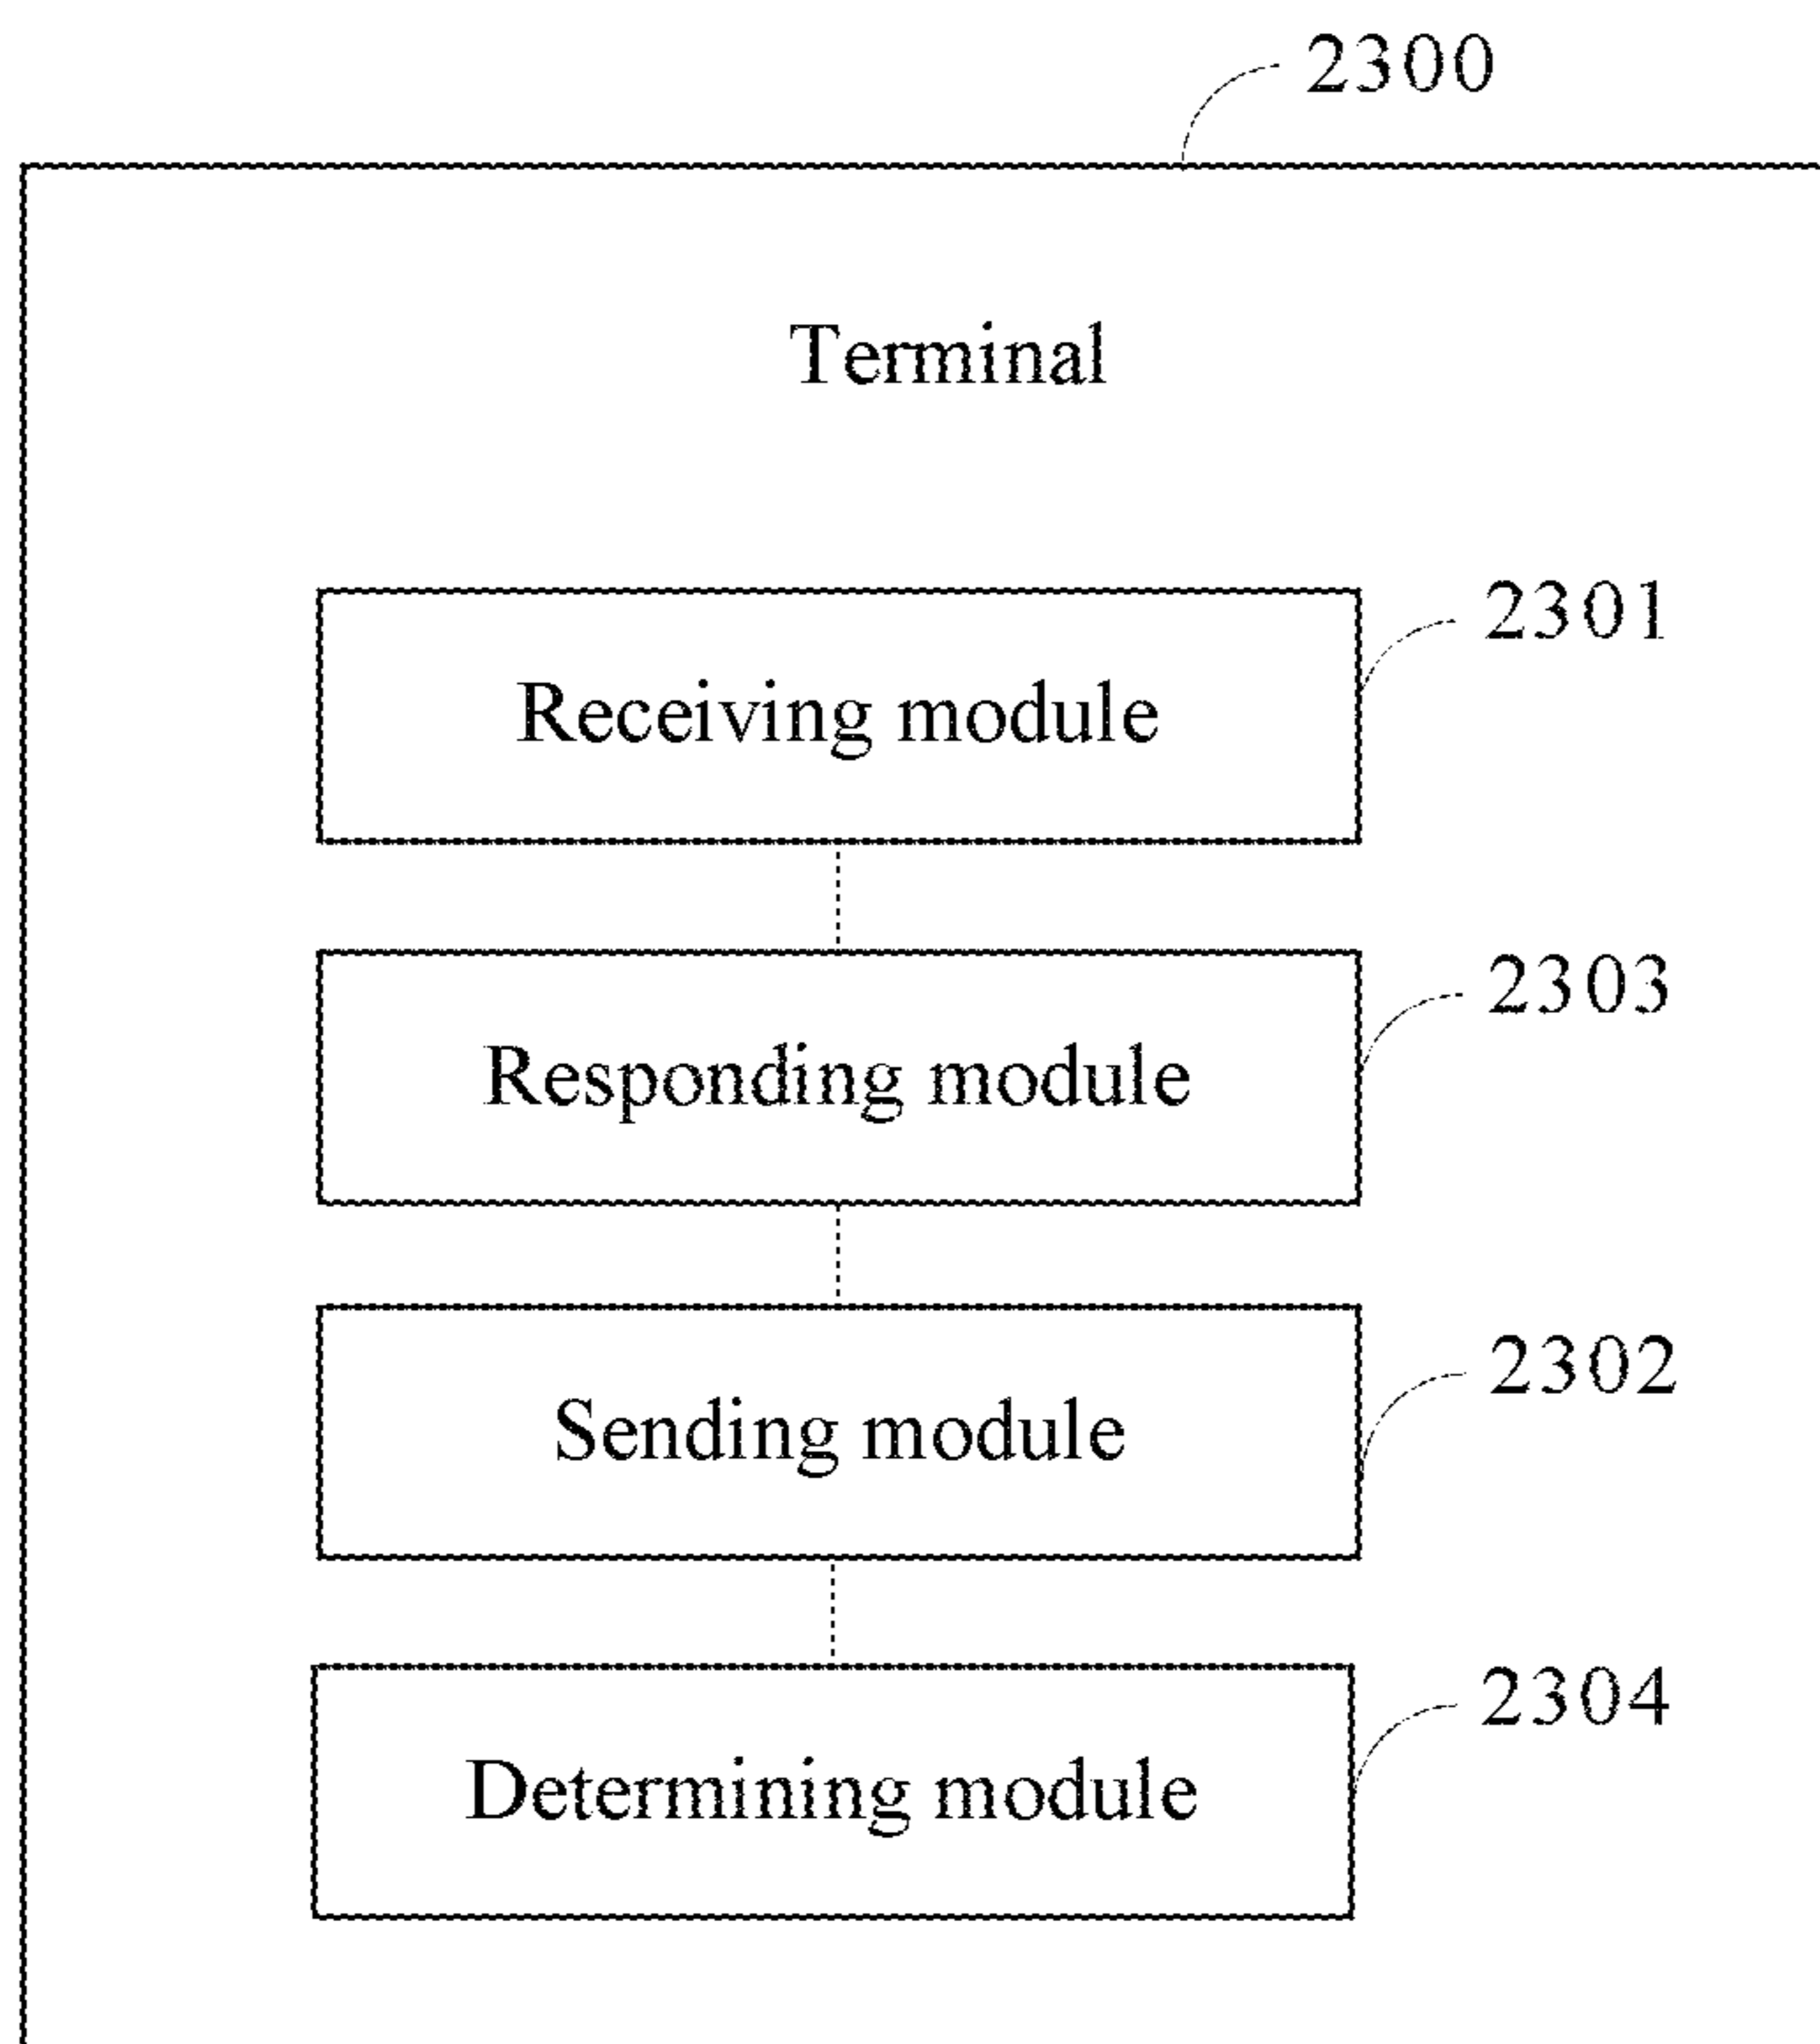 2300
Terminal
2301
Receiving module
2303
Responding module
2302
Sending module
2304
Determining module